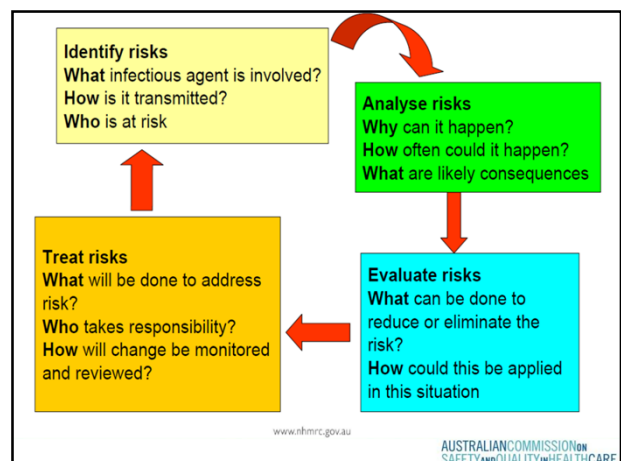 Identify risks
What infectious agent is involved?
How is it transmitted?
Who is at risk
Analyse risks
Why can it happen?
How often could it happen?
What are likely consequences
Treat risks
What will be done to address
risk?
Who takes responsibility?
How will change be monitored
and reviewed?
Evaluate risks
What can be done to
reduce or eliminate the
risk?
How could this be applied
in this situation
www.nhmrc.gov.au
AUSTRALIANCOMMISSIONON
SAFETYANDQUALITYINHEALTHCARE